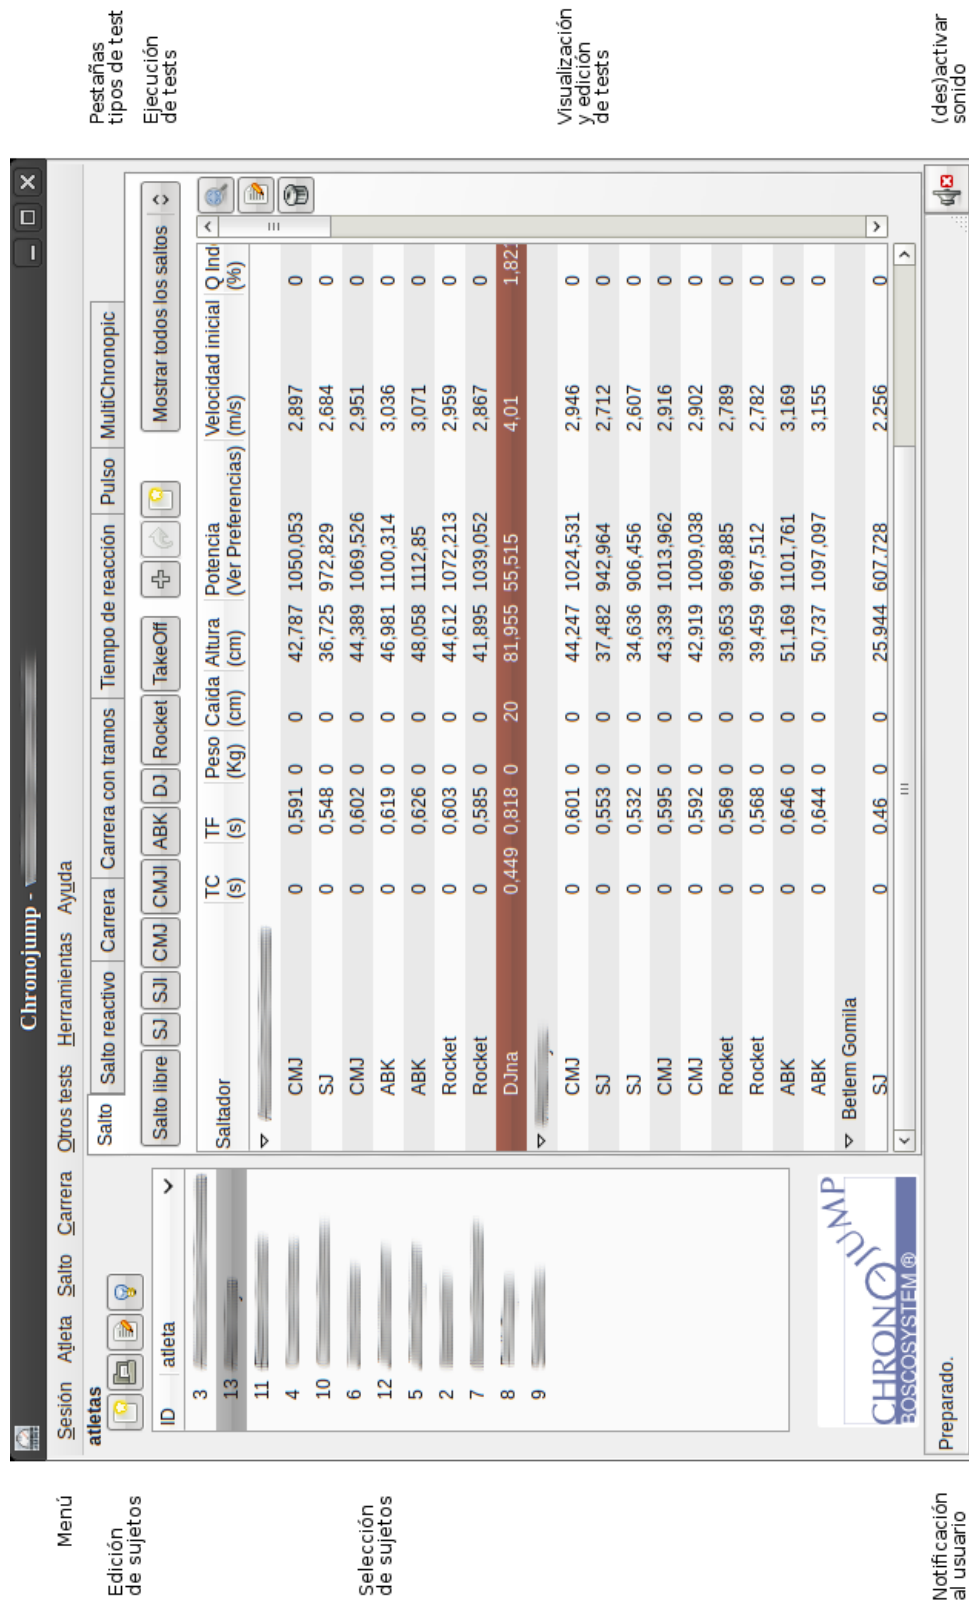 Pestañas
tipos de test
Ejecución
de tests
Visualización
y edición
de tests
(des)activar
sonido
Chronojump -
Sesión Atleta Salto Carrera Otros tests Herramientas Ayuda
atletas
ID atleta
3
13
11
4
10
6
12
5
2
7
8
9
CHRONOJUMP
BOSCOSYSTEM ®
Salto Salto reactivo Carrera Carrera con tramos Tiempo de reacción Pulso MultiChronopic
Salto libre SJ SJl CMJ CMJl ABK DJ Rocket TakeOff Mostrar todos los saltos
Saltador TC (s) TF (s) Peso (Kg) Caída (cm) Altura (cm) Potencia (Ver Preferencias) Velocidad inicial (m/s) Q Ind (%)
CMJ 0 0,591 0 0 42,787 1050,053 2,897 0
SJ 0 0,548 0 0 36,725 972,829 2,684 0
CMJ 0 0,602 0 0 44,389 1069,526 2,951 0
ABK 0 0,619 0 0 46,981 1100,314 3,036 0
ABK 0 0,626 0 0 48,058 1112,85 3,071 0
Rocket 0 0,603 0 0 44,612 1072,213 2,959 0
Rocket 0 0,585 0 0 41,895 1039,052 2,867 0
DJna 0,449 0,818 0 20 81,955 55,515 4,01 1,82
CMJ 0 0,601 0 0 44,247 1024,531 2,946 0
SJ 0 0,553 0 0 37,482 942,964 2,712 0
SJ 0 0,532 0 0 34,636 906,456 2,607 0
CMJ 0 0,595 0 0 43,339 1013,962 2,916 0
CMJ 0 0,592 0 0 42,919 1009,038 2,902 0
Rocket 0 0,569 0 0 39,653 969,885 2,789 0
Rocket 0 0,568 0 0 39,459 967,512 2,782 0
ABK 0 0,646 0 0 51,169 1101,761 3,169 0
ABK 0 0,644 0 0 50,737 1097,097 3,155 0
Betlem Gomila
SJ 0 0,46 0 0 25,944 607,728 2,256 0
Preparado.
Menú
Edición
de sujetos
Selección
de sujetos
Notificación
al usuario